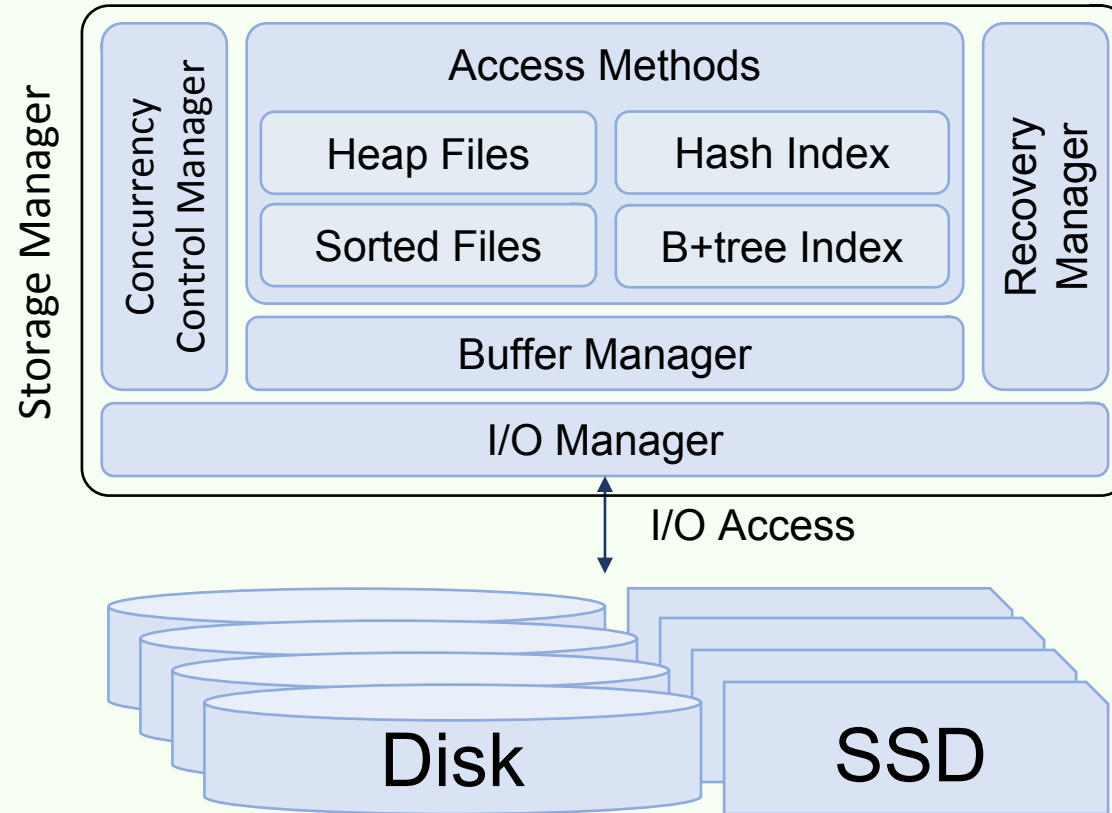 Storage Manager
Concurrency
Control Manager
Access Methods
Heap Files
Hash Index
Sorted Files
B+tree Index
Recovery
Manager
Buffer Manager
I/O Manager
I/O Access
Disk
SSD